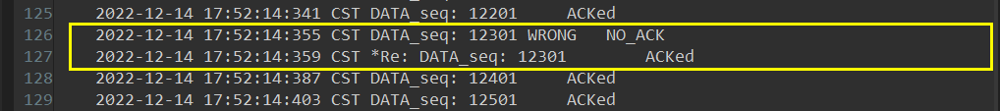 125 2022-12-14 17:52:14:341 CST DATA_seq: 12201 ACKed
126 2022-12-14 17:52:14:355 CST DATA_seq: 12301 WRONG NO_ACK
127 2022-12-14 17:52:14:359 CST *Re: DATA_seq: 12301 ACKed
128 2022-12-14 17:52:14:387 CST DATA_seq: 12401 ACKed
129 2022-12-14 17:52:14:403 CST DATA_seq: 12501 ACKed